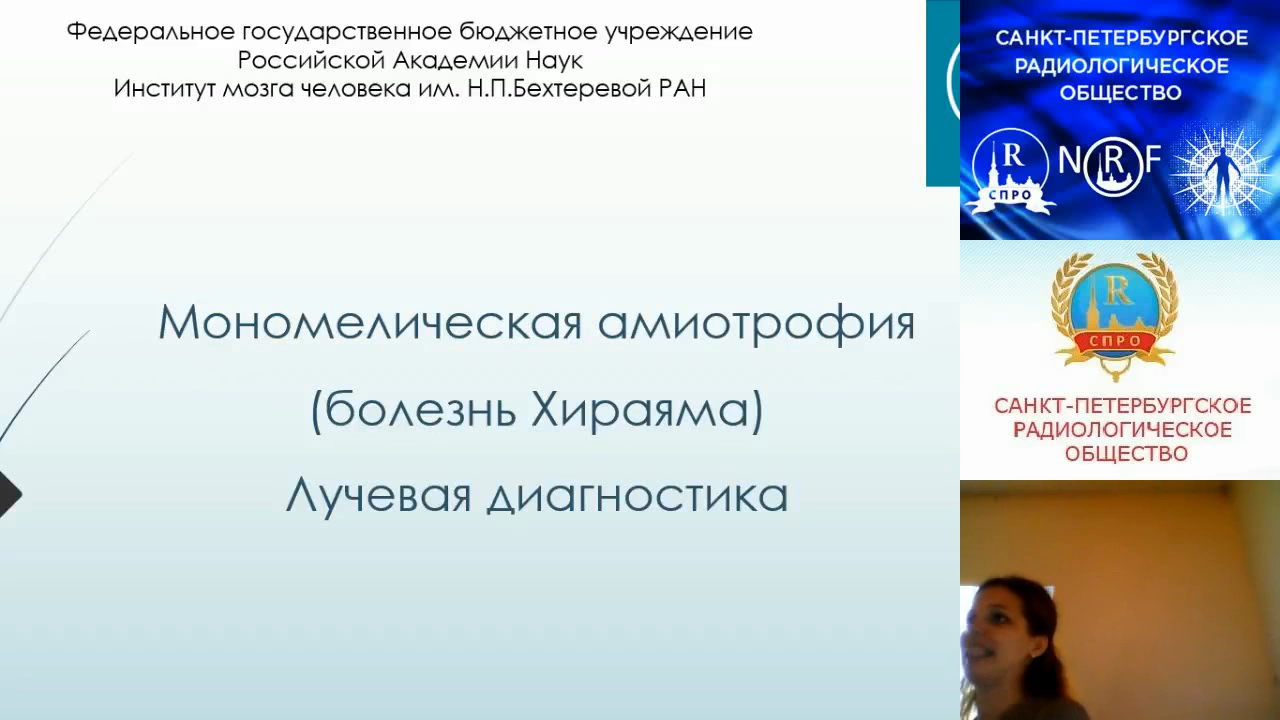 Федеральное государственное бюджетное учреждение
Российской Академии Наук
Институт мозга человека им. Н.П.Бехтеревой РАН
Мономелическая амиотрофия
(болезнь Хираяма)
Лучевая диагностика
САНКТ-ПЕТЕРБУРГСКОЕ
РАДИОЛОГИЧЕСКОЕ
ОБЩЕСТВО
R
СПРО
NRF
R
СПРО
САНКТ-ПЕТЕРБУРГСКОЕ
РАДИОЛОГИЧЕСКОЕ
ОБЩЕСТВО